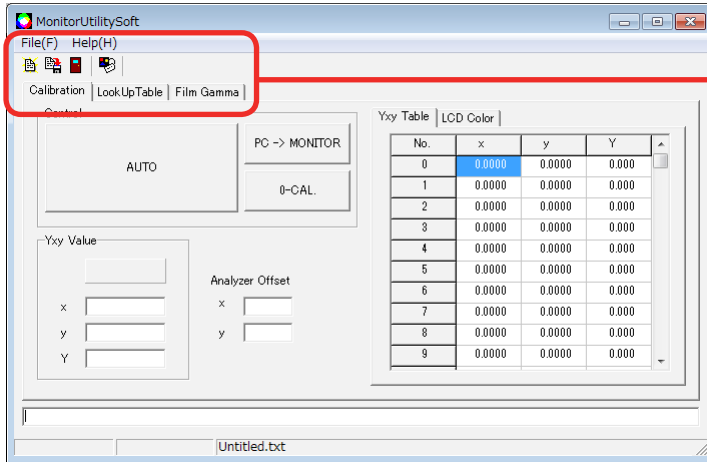 MonitorUtilitySoft
File(F) Help(H)
Calibration LookUpTable Film Gamma
Control
AUTO
PC -> MONITOR
0-CAL.
Yxy Value
x
y
Y
Analyzer Offset
x
y
Yxy Table LCD Color
No. x y Y
0 0.0000 0.0000 0.000
1 0.0000 0.0000 0.000
2 0.0000 0.0000 0.000
3 0.0000 0.0000 0.000
4 0.0000 0.0000 0.000
5 0.0000 0.0000 0.000
6 0.0000 0.0000 0.000
7 0.0000 0.0000 0.000
8 0.0000 0.0000 0.000
9 0.0000 0.0000 0.000
Untitled.txt